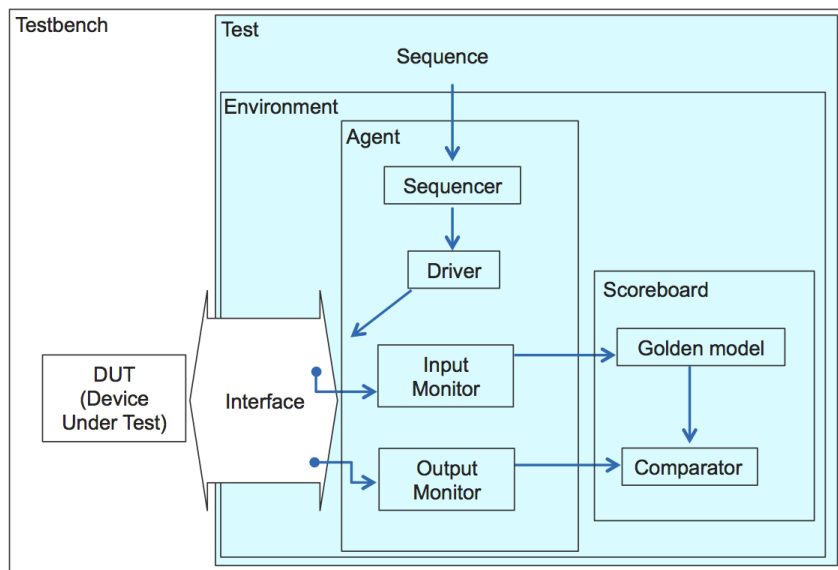 Testbench
Test
Sequence
Environment
Agent
Sequencer
Driver
Scoreboard
Golden model
Input
Monitor
DUT
(Device
Under Test)
Interface
Output
Monitor
Comparator